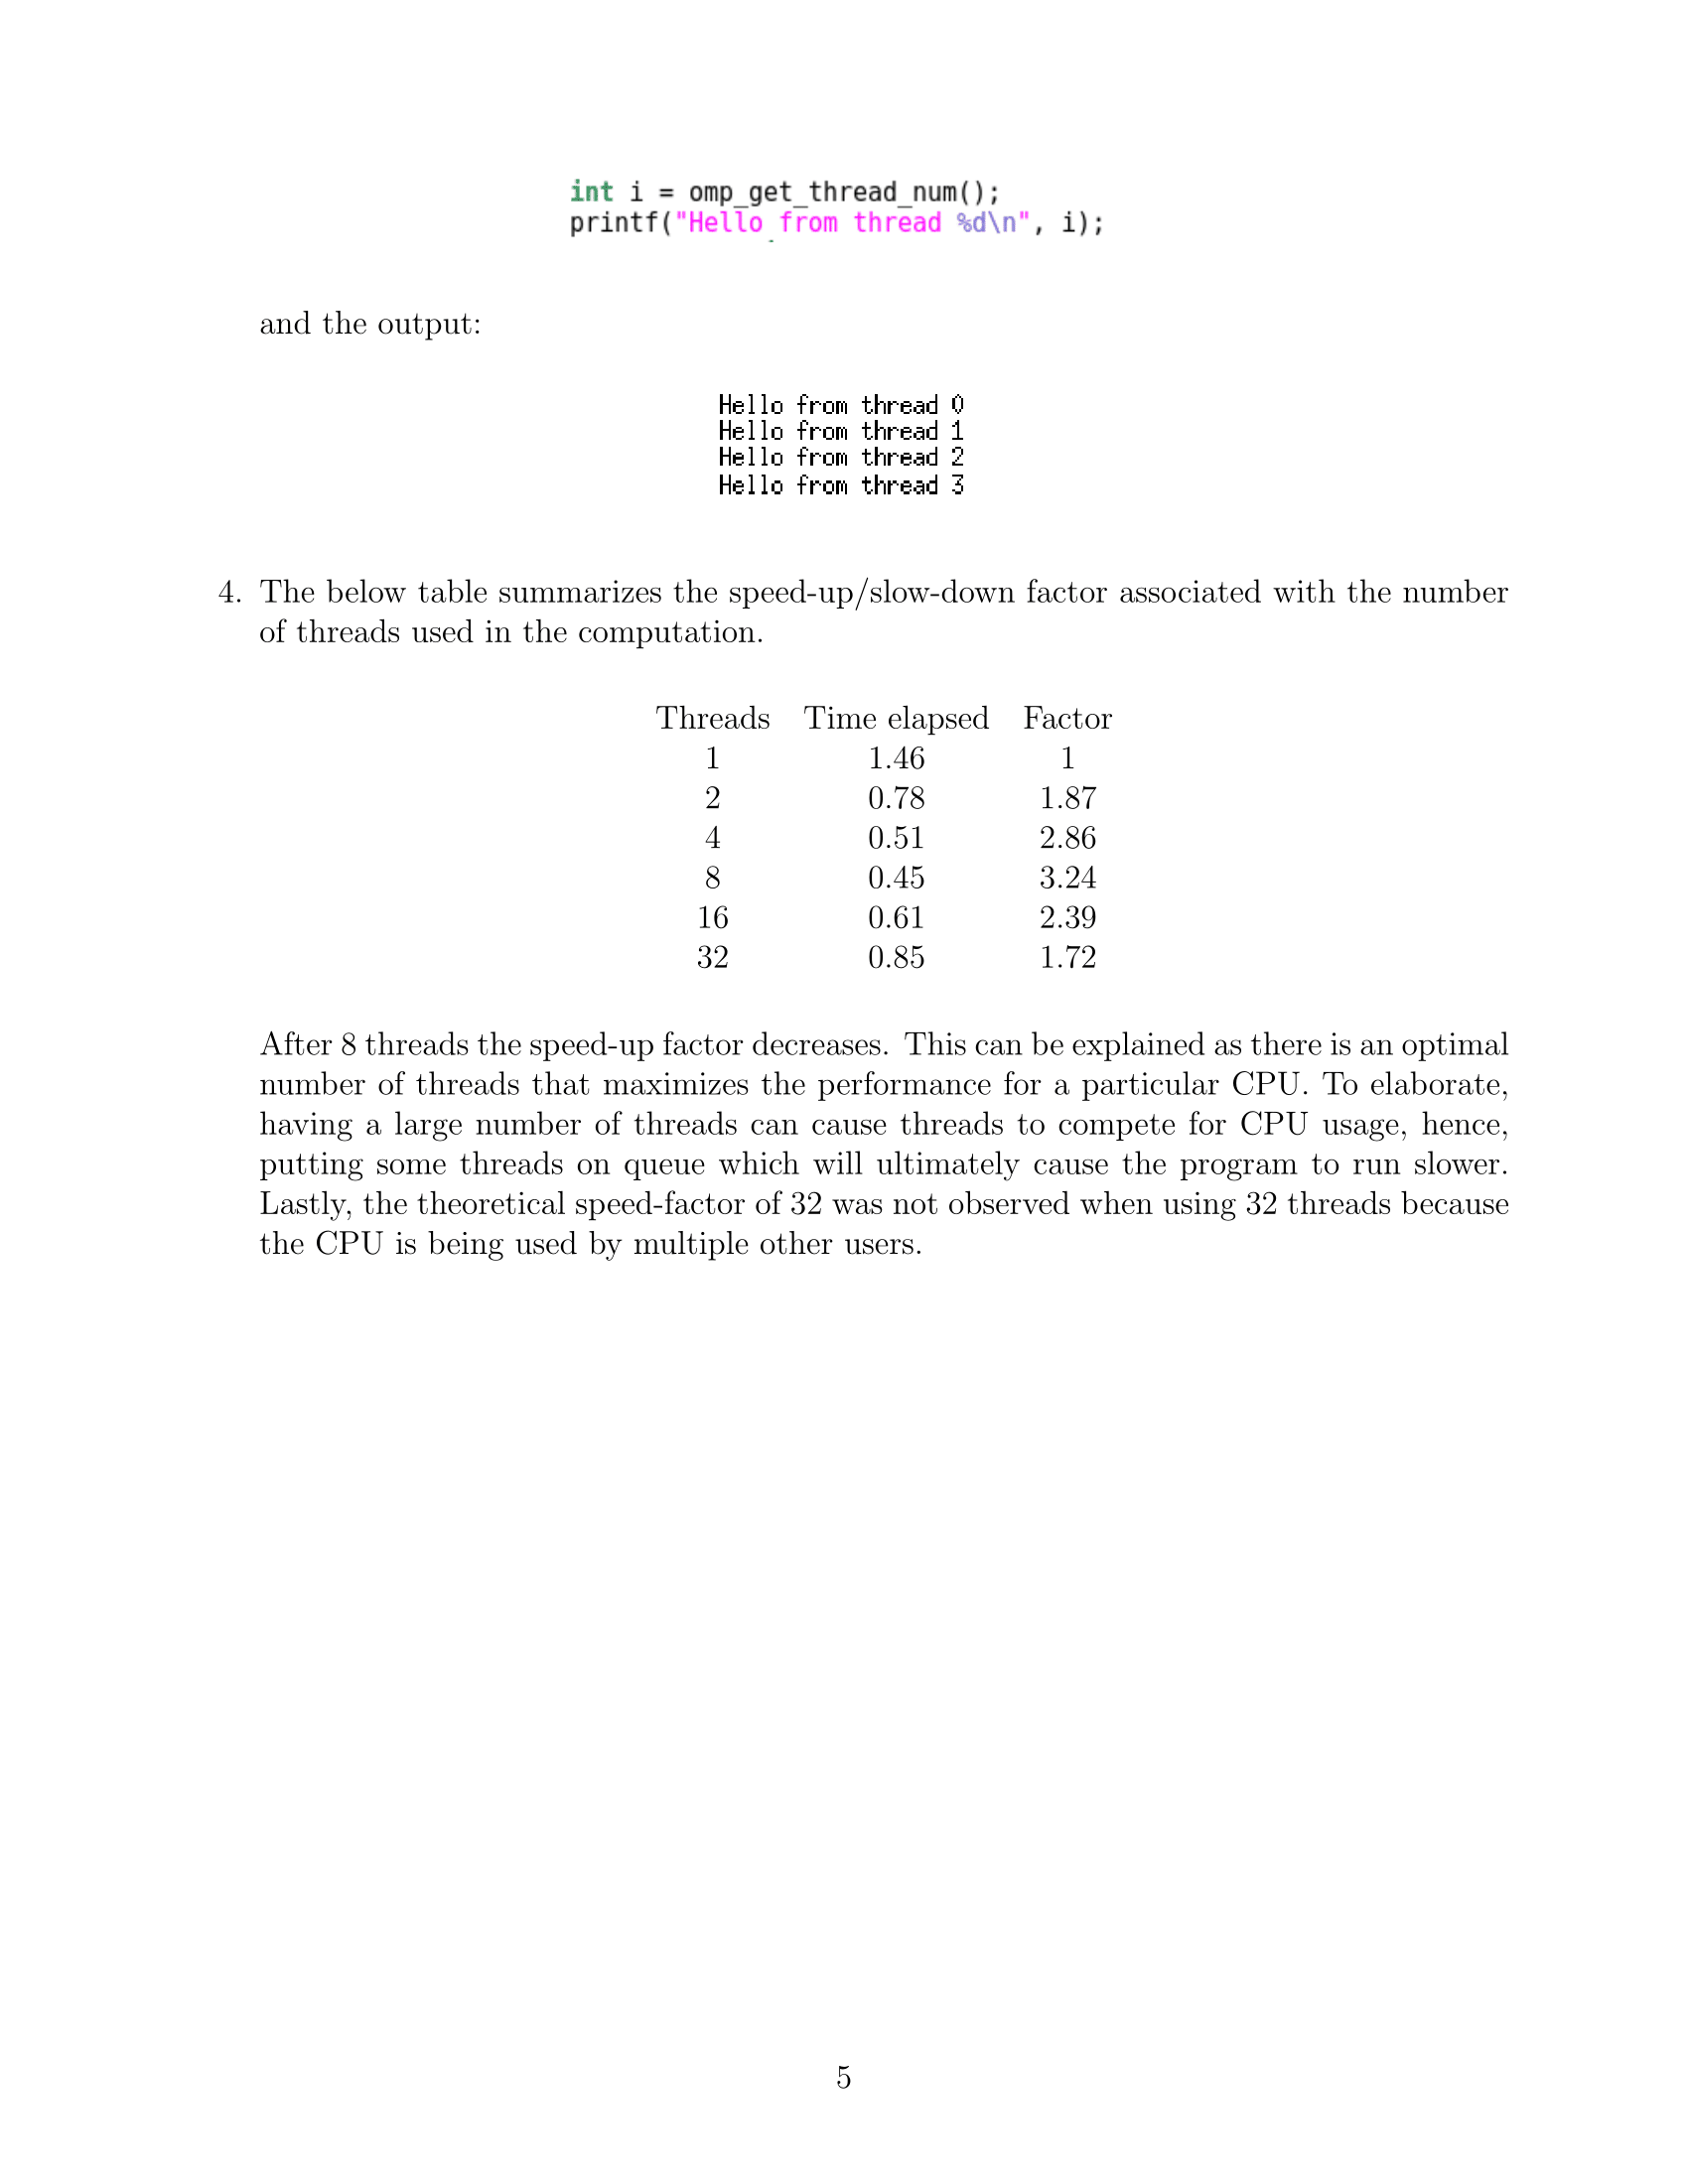 int i = omp_get_thread_num();
printf("Hello from thread %d\n", i);
and the output:
Hello from thread 0
Hello from thread 1
Hello from thread 2
Hello from thread 3
4. The below table summarizes the speed-up/slow-down factor associated with the number
of threads used in the computation.
Threads Time elapsed Factor
1 1.46 1
2 0.78 1.87
4 0.51 2.86
8 0.45 3.24
16 0.61 2.39
32 0.85 1.72
After 8 threads the speed-up factor decreases. This can be explained as there is an optimal
number of threads that maximizes the performance for a particular CPU. To elaborate,
having a large number of threads can cause threads to compete for CPU usage, hence,
putting some threads on queue which will ultimately cause the program to run slower.
Lastly, the theoretical speed-factor of 32 was not observed when using 32 threads because
the CPU is being used by multiple other users.
5